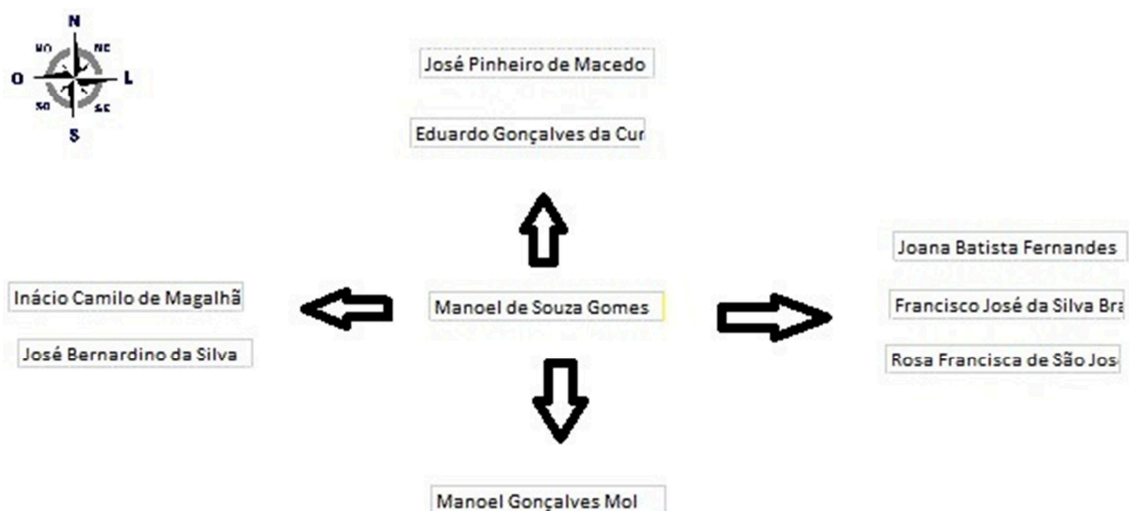 N
NO NE
O L
SO SE
S
José Pinheiro de Macedo
Eduardo Gonçalves da Cur
Joana Batista Fernandes
Inácio Camilo de Magalhã
Manoel de Souza Gomes
Francisco José da Silva Bra
José Bernardino da Silva
Rosa Francisca de São Jos
Manoel Gonçalves Mol